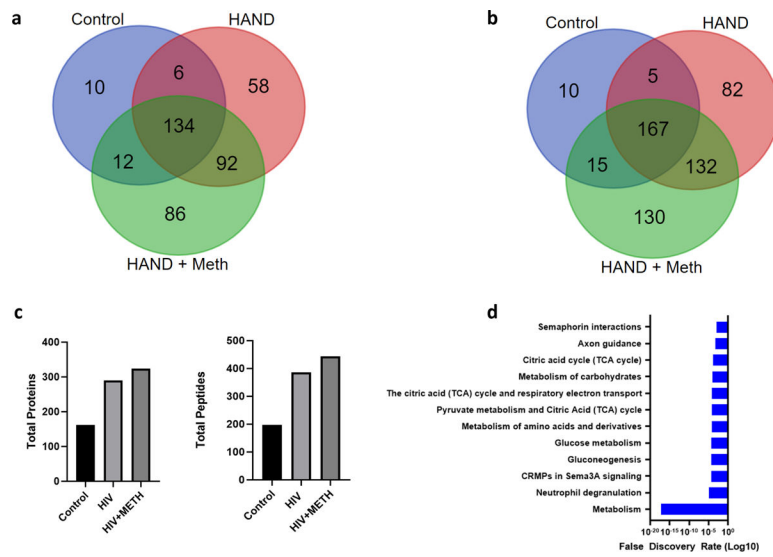 a
Control
HAND
10
6
58
134
12
92
86
HAND + Meth
b
Control
HAND
10
5
82
167
15
132
130
HAND + Meth
c
Total Proteins
400
300
200
100
0
Control
HIV
HIV+METH
Total Peptides
500
400
300
200
100
0
Control
HIV
HIV+METH
d
Semaphorin interactions
Axon guidance
Citric acid cycle (TCA cycle)
Metabolism of carbohydrates
The citric acid (TCA) cycle and respiratory electron transport
Pyruvate metabolism and Citric Acid (TCA) cycle
Metabolism of amino acids and derivatives
Glucose metabolism
Gluconeogenesis
CRMPs in Sema3A signaling
Neutrophil degranulation
Metabolism
10⁻²⁰ 10⁻¹⁵ 10⁻¹⁰ 10⁻⁵ 10⁰
False Discovery Rate (Log10)